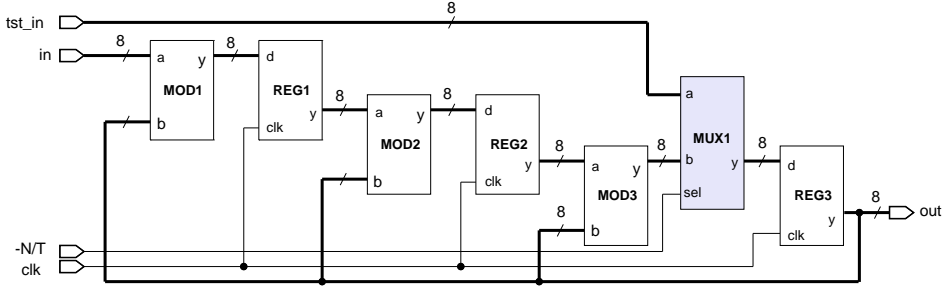 tst_in 8
in 8 a y MOD1 b
8 d REG1 y clk
8 a y MOD2 b
8 d REG2 y clk
8 a y MOD3 8 b
8 a MUX1 b y sel
8 d REG3 y clk
8 out
-N/T
clk